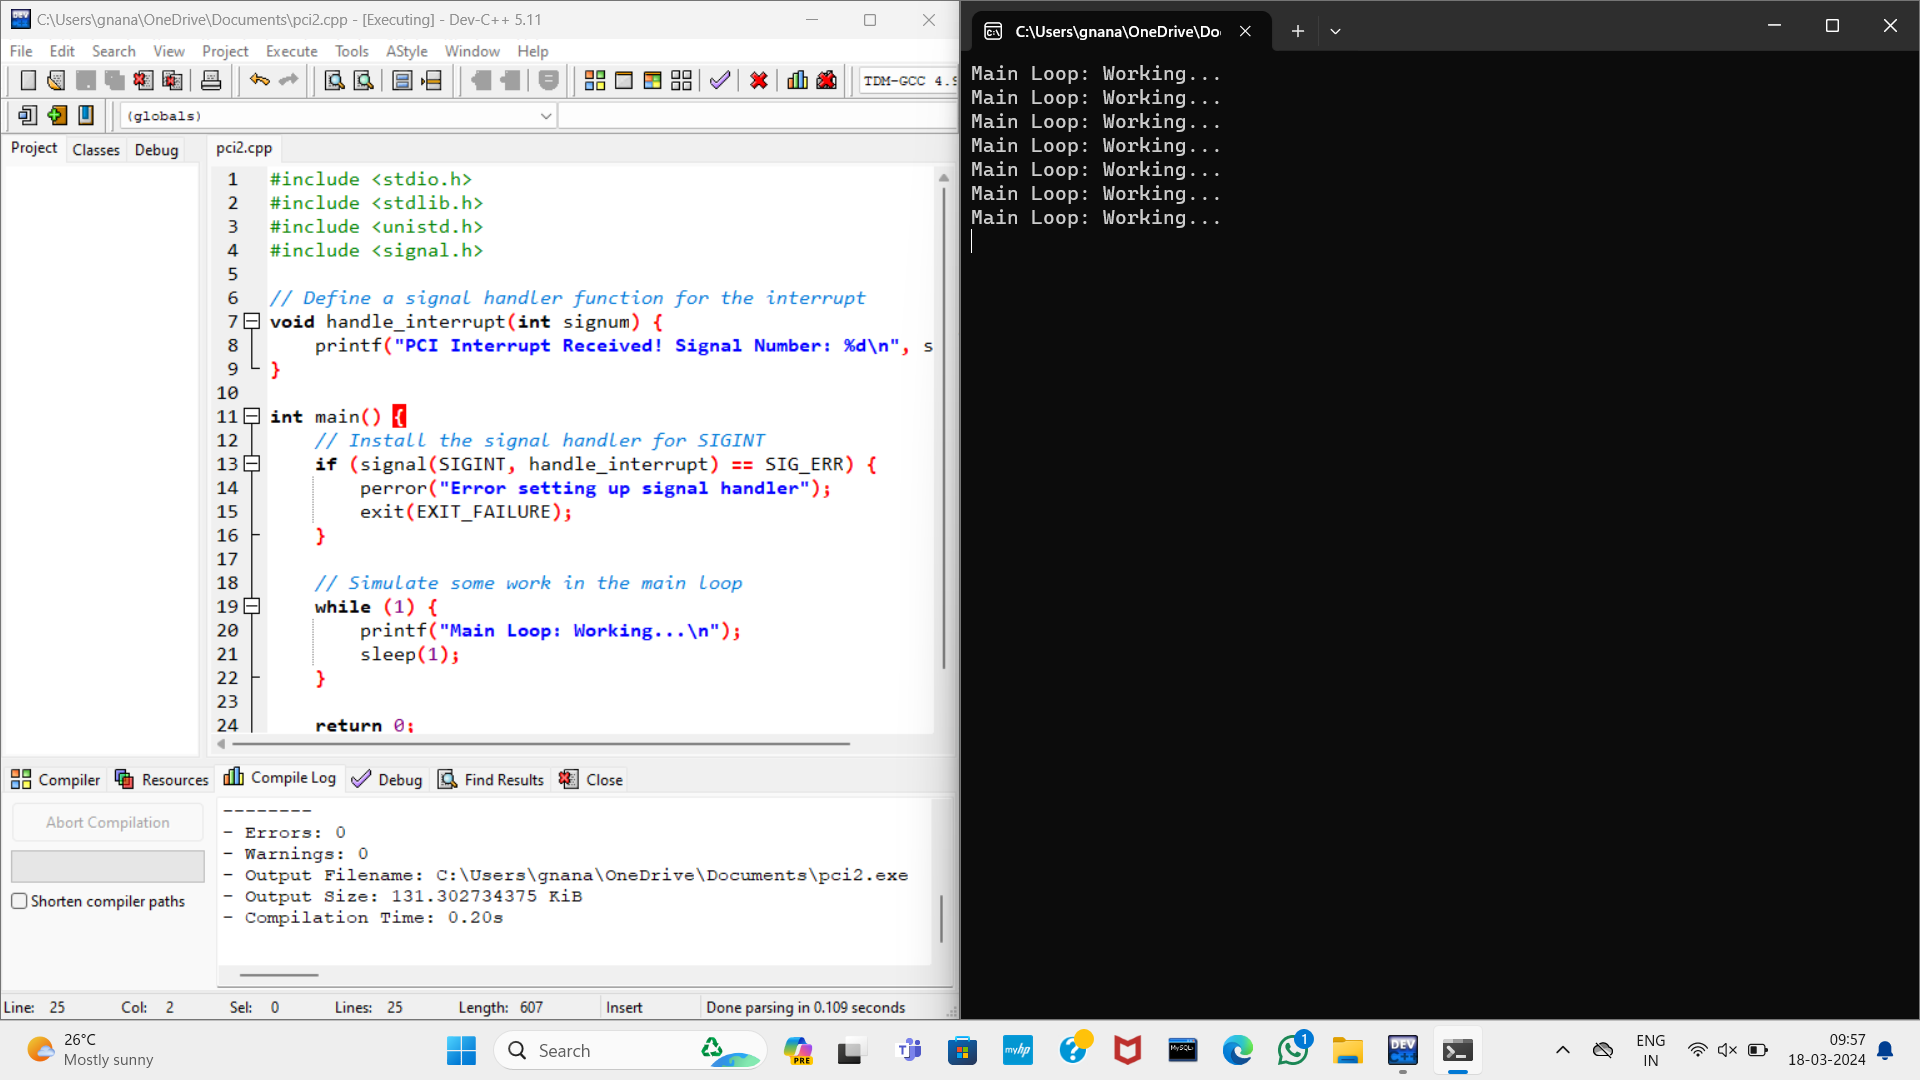 C:\Users\gnana\OneDrive\Documents\pci2.cpp - [Executing] - Dev-C++ 5.11
File Edit Search View Project Execute Tools AStyle Window Help
TDM-GCC 4.9
(globals)
Project Classes Debug
pci2.cpp
1 #include <stdio.h>
2 #include <stdlib.h>
3 #include <unistd.h>
4 #include <signal.h>
5
6 // Define a signal handler function for the interrupt
7 void handle_interrupt(int signum) {
8 printf("PCI Interrupt Received! Signal Number: %d\n", s
9 }
10
11 int main() {
12 // Install the signal handler for SIGINT
13 if (signal(SIGINT, handle_interrupt) == SIG_ERR) {
14 perror("Error setting up signal handler");
15 exit(EXIT_FAILURE);
16 }
17
18 // Simulate some work in the main loop
19 while (1) {
20 printf("Main Loop: Working...\n");
21 sleep(1);
22 }
23
24 return 0;
Compiler Resources Compile Log Debug Find Results Close
Abort Compilation
Shorten compiler paths
--------
- Errors: 0
- Warnings: 0
- Output Filename: C:\Users\gnana\OneDrive\Documents\pci2.exe
- Output Size: 131.302734375 KiB
- Compilation Time: 0.20s
Line: 25 Col: 2 Sel: 0 Lines: 25 Length: 607 Insert Done parsing in 0.109 seconds
C:\Users\gnana\OneDrive\Do
Main Loop: Working...
Main Loop: Working...
Main Loop: Working...
Main Loop: Working...
Main Loop: Working...
Main Loop: Working...
Main Loop: Working...
26°C
Mostly sunny
Search
PRE
myhp
MySQL
1
DEV
C++
ENG
IN
09:57
18-03-2024